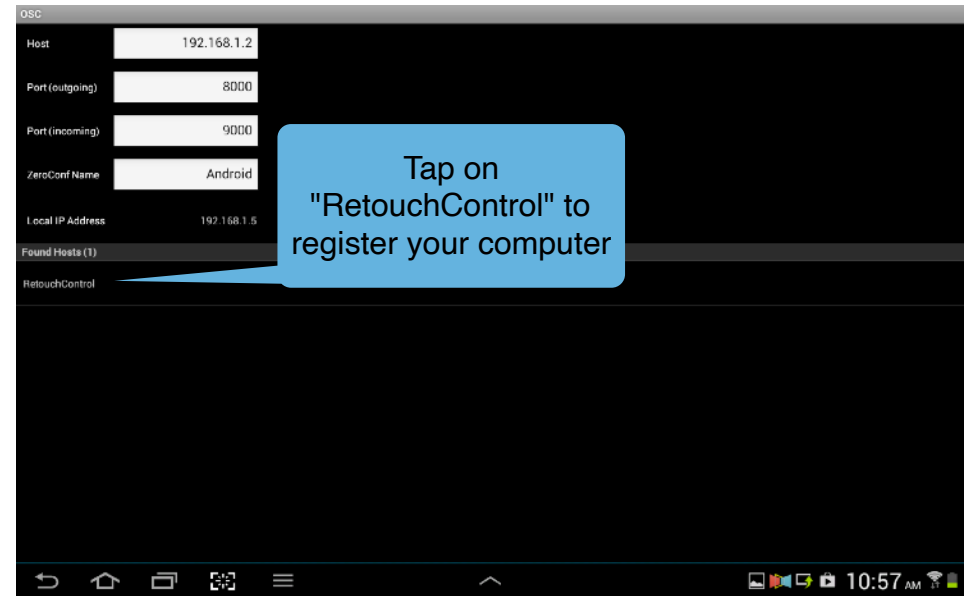 OSC
Host 192.168.1.2
Port (outgoing) 8000
Port (incoming) 9000
ZeroConf Name Android
Local IP Address 192.168.1.5
Found Hosts (1)
RetouchControl
Tap on
"RetouchControl" to
register your computer
10:57 AM